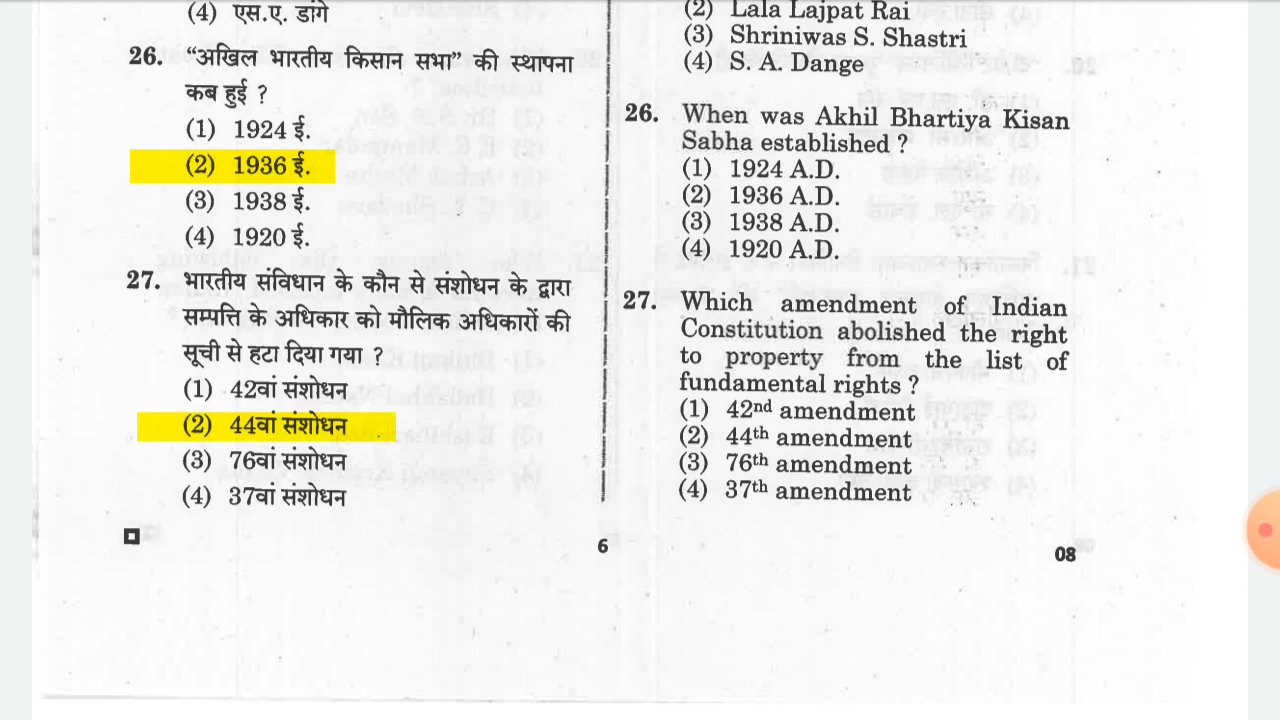 (4) एस.ए. डांगे
26. “अखिल भारतीय किसान सभा” की स्थापना
कब हुई ?
(1) 1924 ई.
(2) 1936 ई.
(3) 1938 ई.
(4) 1920 ई.
27. भारतीय संविधान के कौन से संशोधन के द्वारा
सम्पत्ति के अधिकार को मौलिक अधिकारों की
सूची से हटा दिया गया ?
(1) 42वां संशोधन
(2) 44वां संशोधन
(3) 76वां संशोधन
(4) 37वां संशोधन
(2) Lala Lajpat Rai
(3) Shriniwas S. Shastri
(4) S. A. Dange
26. When was Akhil Bhartiya Kisan
Sabha established ?
(1) 1924 A.D.
(2) 1936 A.D.
(3) 1938 A.D.
(4) 1920 A.D.
27. Which amendment of Indian
Constitution abolished the right
to property from the list of
fundamental rights ?
(1) 42nd amendment
(2) 44th amendment
(3) 76th amendment
(4) 37th amendment
6
08